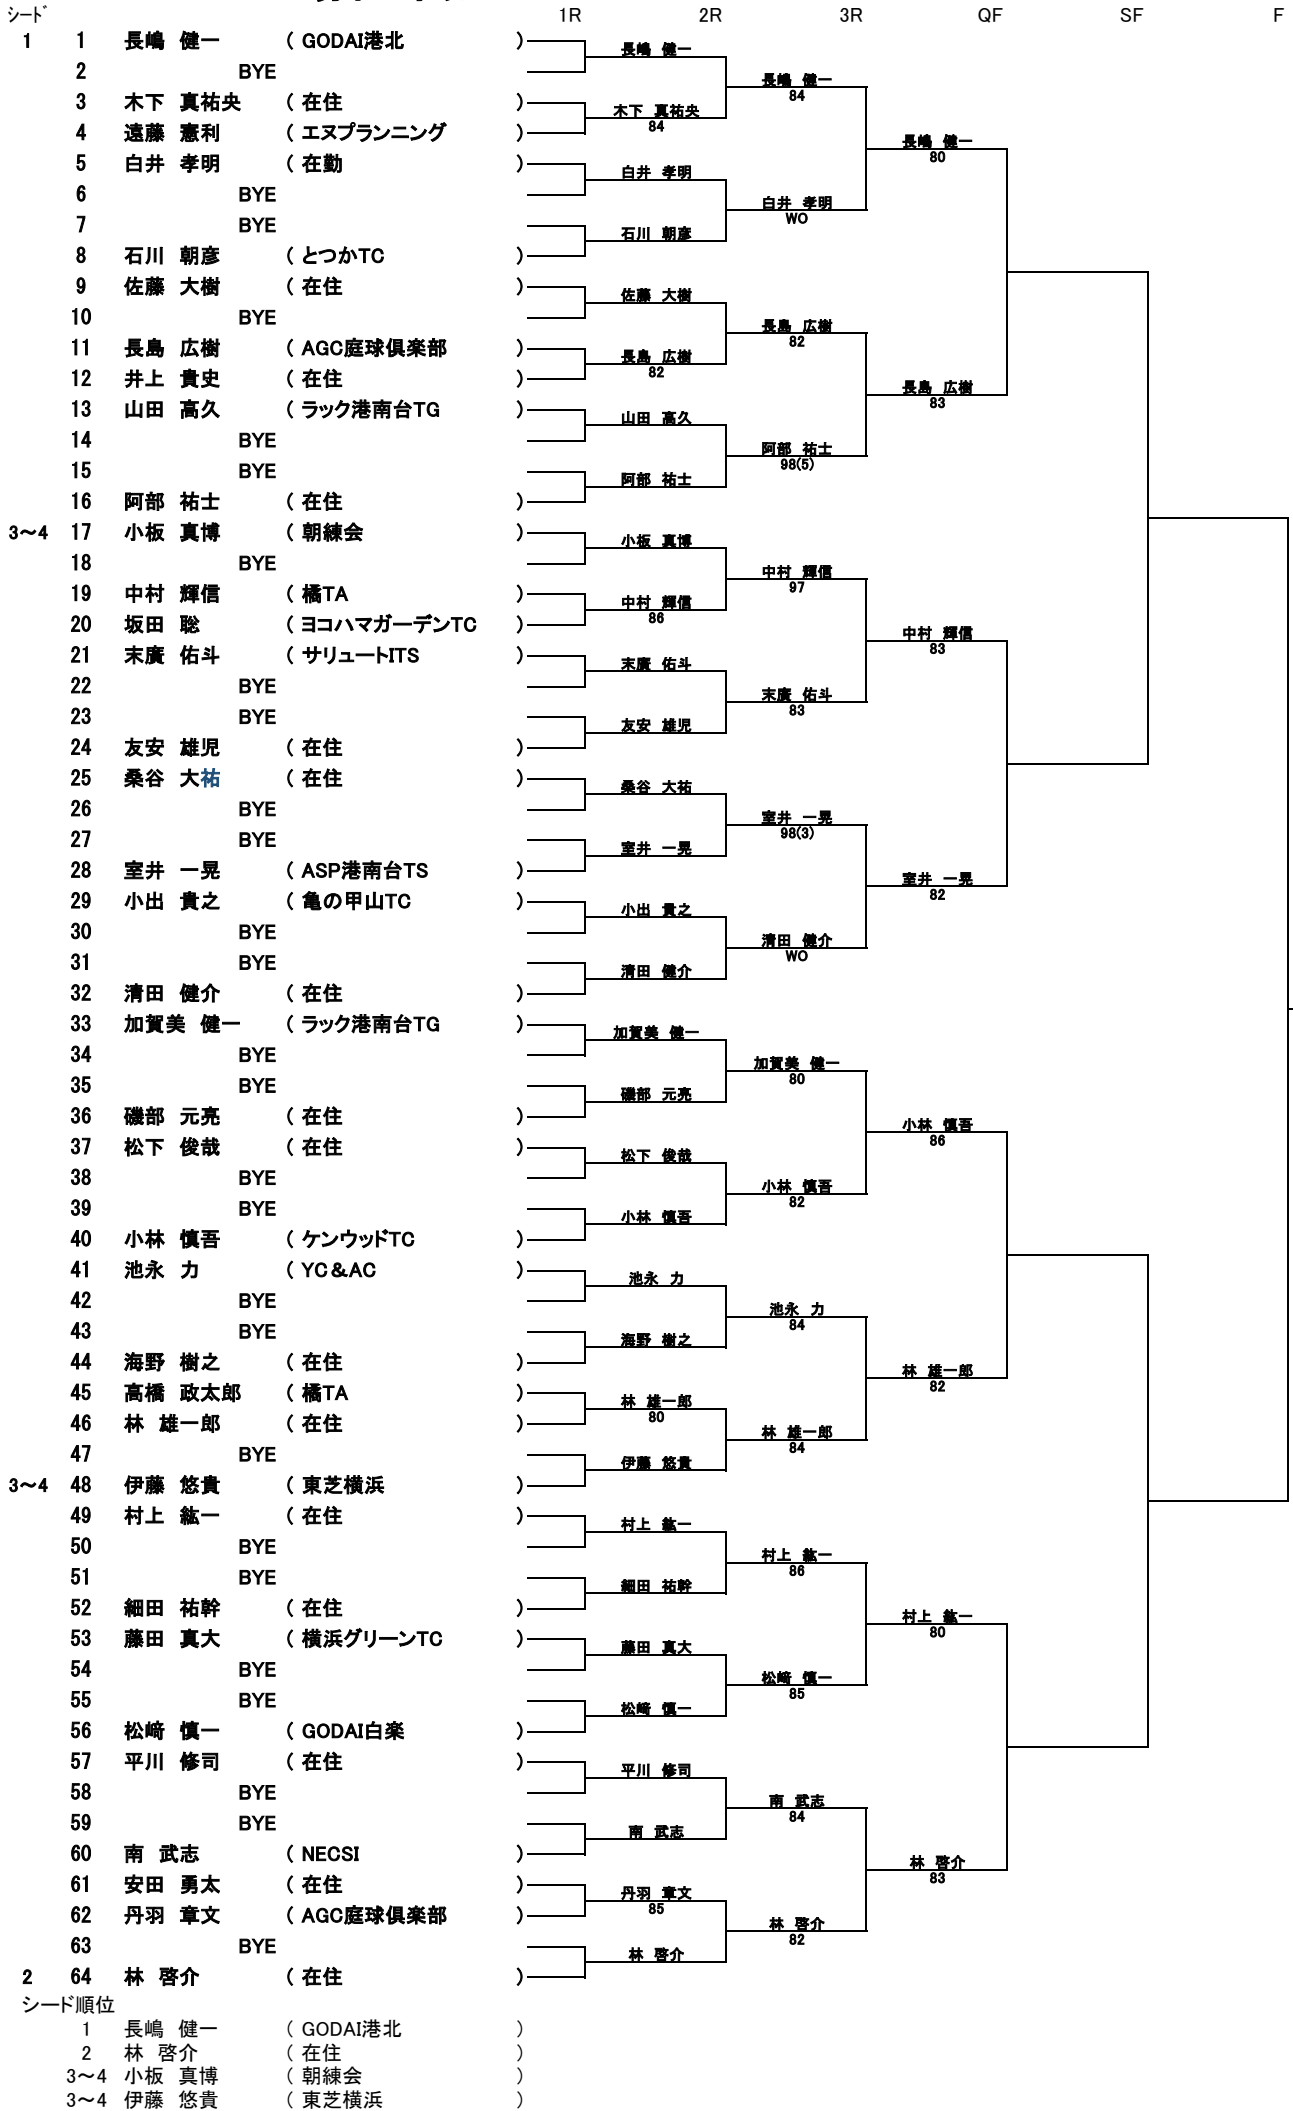 シード 1R 2R 3R QF SF F
1 1 長嶋 健一 ( GODAI港北 )
長嶋 健一
2 BYE
長嶋 健一
84
3 木下 真祐央 ( 在住 )
木下 真祐央
84
4 遠藤 憲利 ( エヌプランニング )
長嶋 健一
80
5 白井 孝明 ( 在勤 )
白井 孝明
6 BYE
白井 孝明
WO
7 BYE
石川 朝彦
8 石川 朝彦 ( とつかTC )
9 佐藤 大樹 ( 在住 )
佐藤 大樹
10 BYE
長島 広樹
82
11 長島 広樹 ( AGC庭球倶楽部 )
長島 広樹
82
12 井上 貴史 ( 在住 )
長島 広樹
83
13 山田 高久 ( ラック港南台TG )
山田 高久
14 BYE
阿部 祐士
98(5)
15 BYE
阿部 祐士
16 阿部 祐士 ( 在住 )
3～4 17 小板 真博 ( 朝練会 )
小板 真博
18 BYE
中村 輝信
97
19 中村 輝信 ( 橘TA )
中村 輝信
86
20 坂田 聡 ( ヨコハマガーデンTC )
中村 輝信
83
21 末廣 佑斗 ( サリュートITS )
末廣 佑斗
22 BYE
末廣 佑斗
83
23 BYE
友安 雄児
24 友安 雄児 ( 在住 )
25 桑谷 大祐 ( 在住 )
桑谷 大祐
26 BYE
室井 一晃
98(3)
27 BYE
室井 一晃
28 室井 一晃 ( ASP港南台TS )
室井 一晃
82
29 小出 貴之 ( 亀の甲山TC )
小出 貴之
30 BYE
清田 健介
WO
31 BYE
清田 健介
32 清田 健介 ( 在住 )
33 加賀美 健一 ( ラック港南台TG )
加賀美 健一
34 BYE
加賀美 健一
80
35 BYE
磯部 元亮
36 磯部 元亮 ( 在住 )
小林 慎吾
86
37 松下 俊哉 ( 在住 )
松下 俊哉
38 BYE
小林 慎吾
82
39 BYE
小林 慎吾
40 小林 慎吾 ( ケンウッドTC )
41 池永 力 ( YC＆AC )
池永 力
42 BYE
池永 力
84
43 BYE
海野 樹之
44 海野 樹之 ( 在住 )
林 雄一郎
82
45 高橋 政太郎 ( 橘TA )
林 雄一郎
80
46 林 雄一郎 ( 在住 )
林 雄一郎
84
47 BYE
伊藤 悠貴
3～4 48 伊藤 悠貴 ( 東芝横浜 )
49 村上 紘一 ( 在住 )
村上 紘一
50 BYE
村上 紘一
86
51 BYE
細田 祐幹
52 細田 祐幹 ( 在住 )
村上 紘一
80
53 藤田 真大 ( 横浜グリーンTC )
藤田 真大
54 BYE
松﨑 慎一
85
55 BYE
松﨑 慎一
56 松﨑 慎一 ( GODAI白楽 )
57 平川 修司 ( 在住 )
平川 修司
58 BYE
南 武志
84
59 BYE
南 武志
60 南 武志 ( NECSI )
林 啓介
83
61 安田 勇太 ( 在住 )
丹羽 章文
85
62 丹羽 章文 ( AGC庭球倶楽部 )
林 啓介
82
63 BYE
林 啓介
2 64 林 啓介 ( 在住 )
シード順位
1 長嶋 健一 ( GODAI港北 )
2 林 啓介 ( 在住 )
3～4 小板 真博 ( 朝練会 )
3～4 伊藤 悠貴 ( 東芝横浜 )